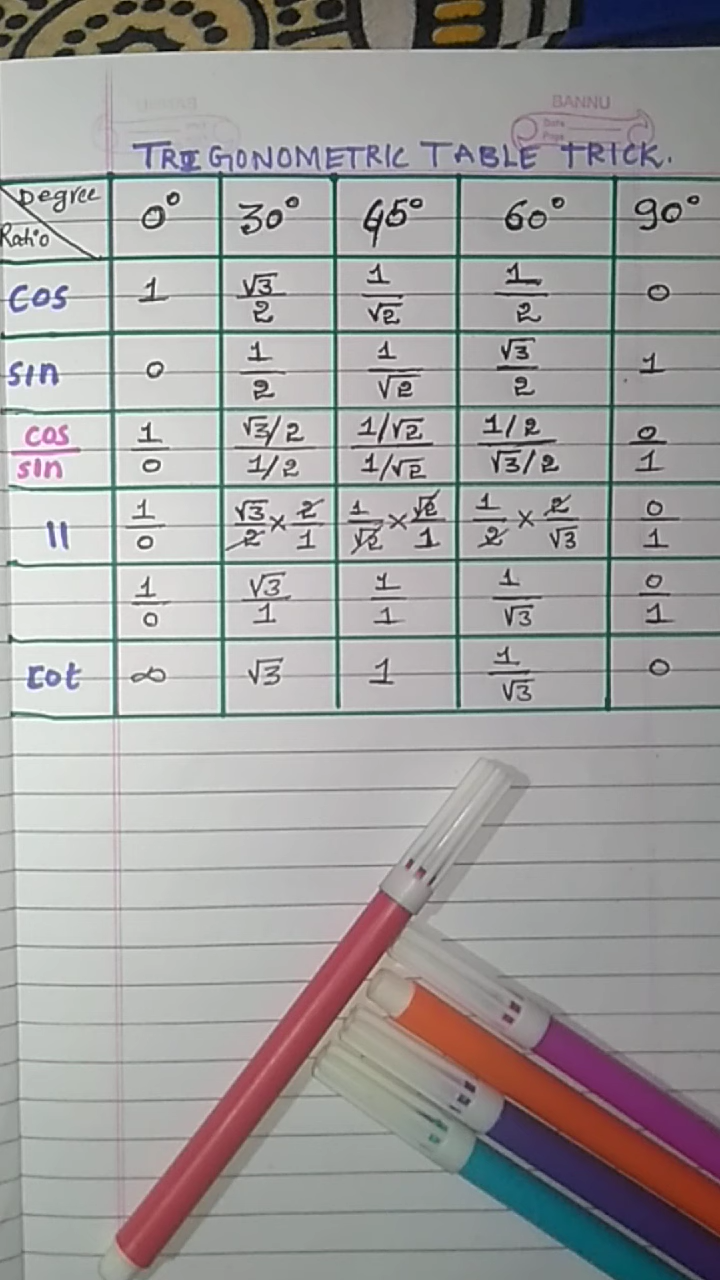 BANNU
Date
Page
TRIGONOMETRIC TABLE TRICK.
Degree
Ratio
0° 30° 45° 60° 90°
cos 1 √3/2 1/√2 1/2 0
sin 0 1/2 1/√2 √3/2 1
cos/sin 1/0 √3/2 / 1/2 1/√2 / 1/√2 1/2 / √3/2 0/1
11 1/0 √3/2 × 2/1 1/√2 × √2/1 1/2 × 2/√3 0/1
1/0 √3/1 1/1 1/√3 0/1
cot ∞ √3 1 1/√3 0